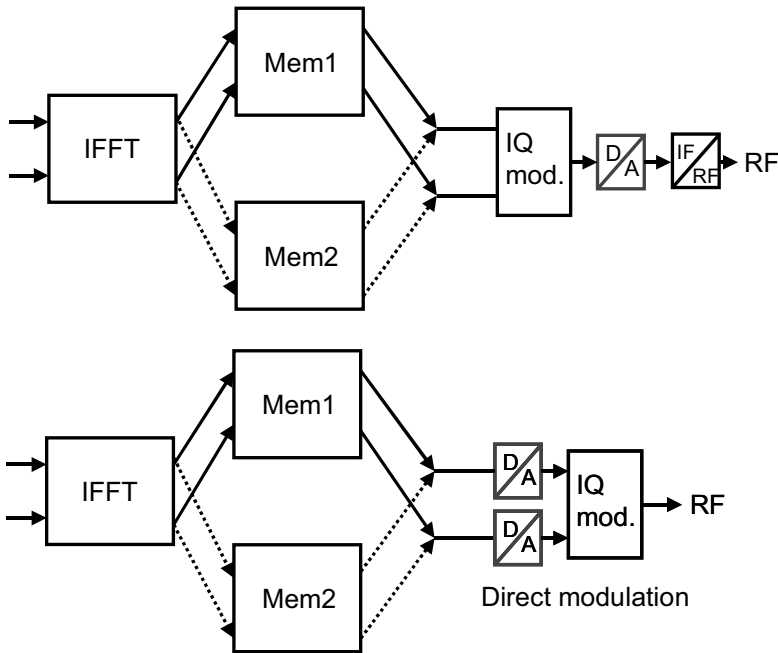 Mem1
IFFT
IQ
mod.
D
A
IF
RF
RF
Mem2
Mem1
IFFT
D
A
IQ
mod.
RF
D
A
Mem2
Direct modulation